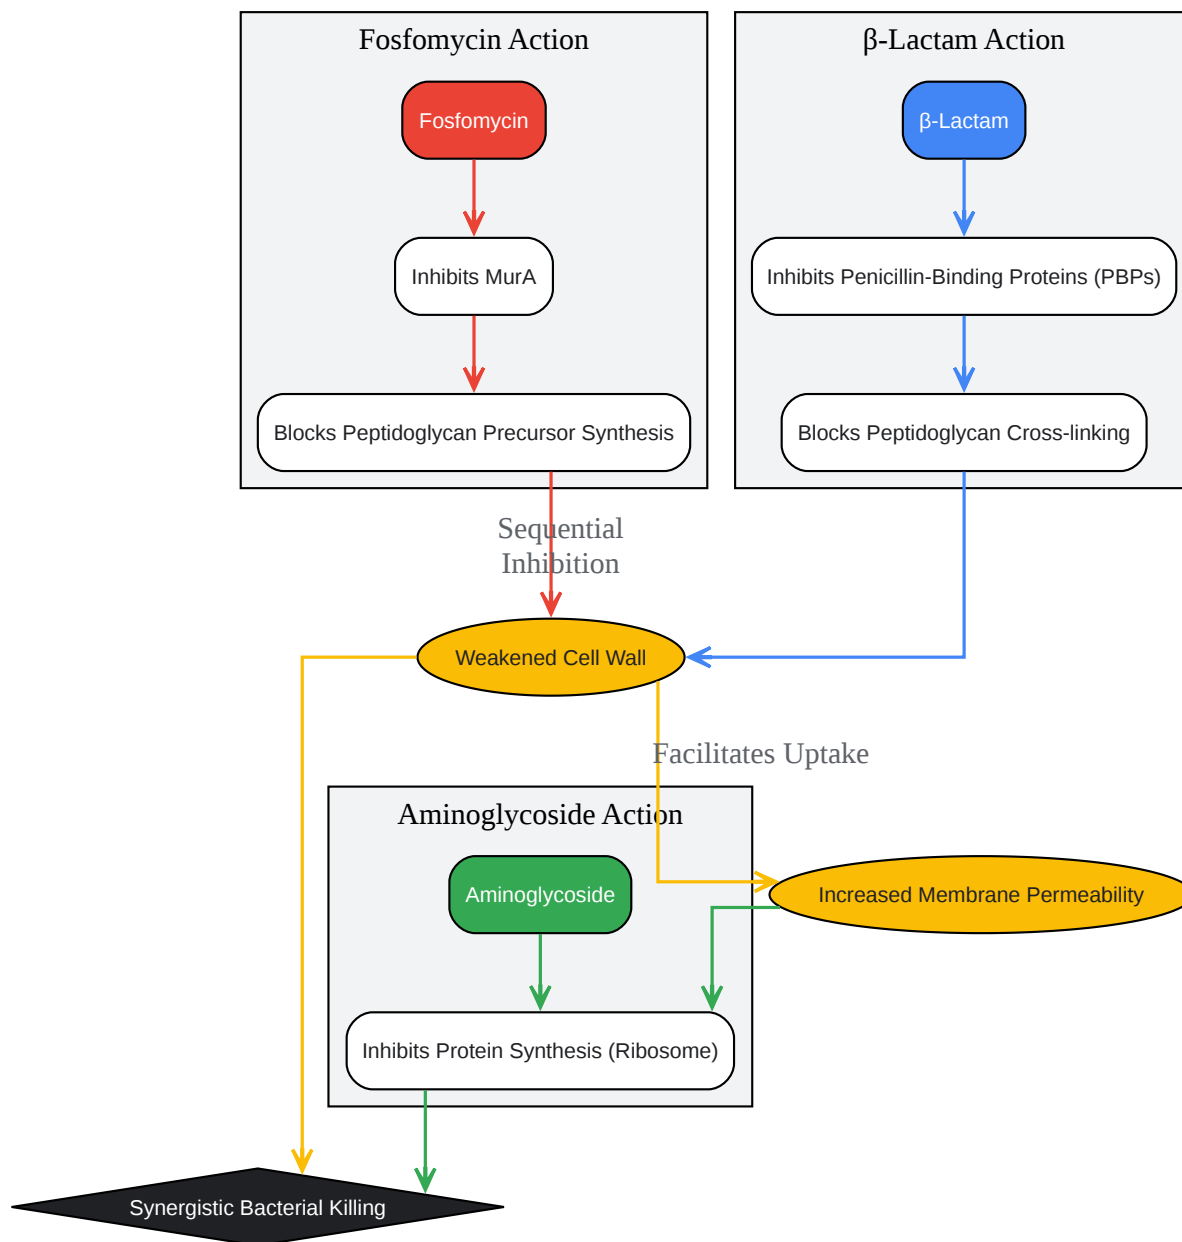 Fosfomycin Action
β-Lactam Action
Fosfomycin
β-Lactam
Inhibits MurA
Inhibits Penicillin-Binding Proteins (PBPs)
Blocks Peptidoglycan Precursor Synthesis
Blocks Peptidoglycan Cross-linking
Sequential
Inhibition
Weakened Cell Wall
Facilitates Uptake
Aminoglycoside Action
Aminoglycoside
Increased Membrane Permeability
Inhibits Protein Synthesis (Ribosome)
Synergistic Bacterial Killing